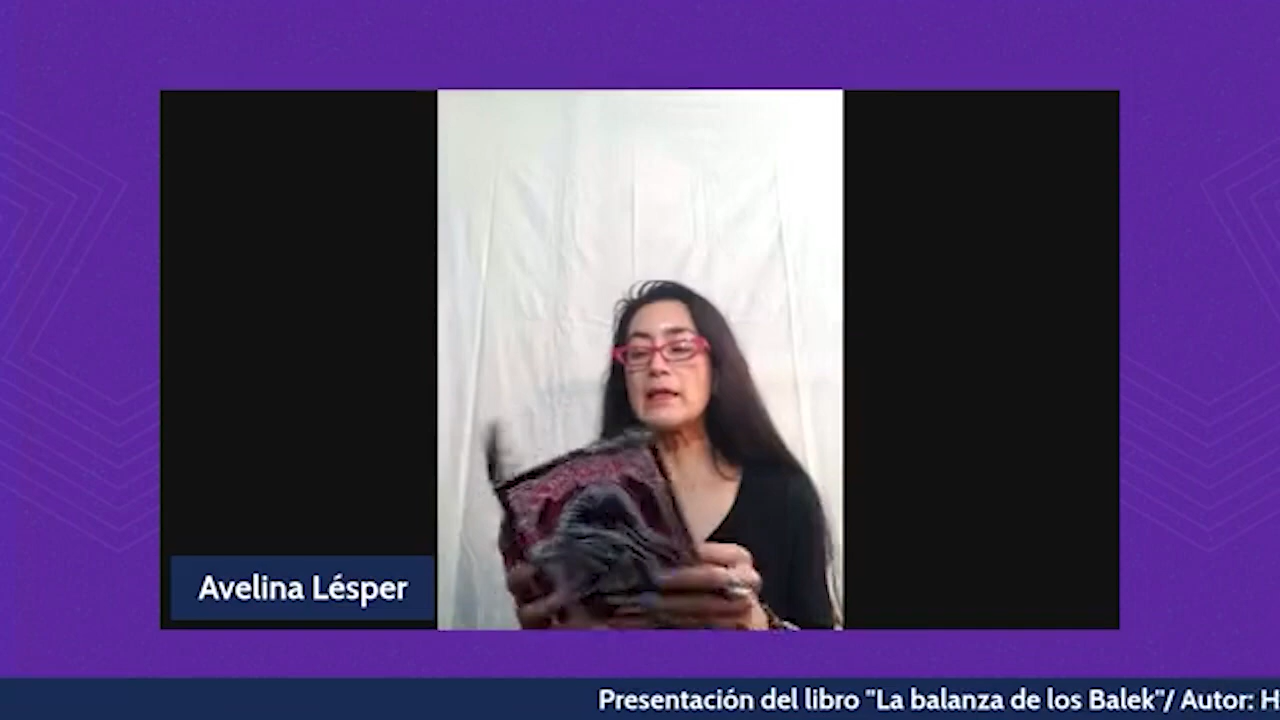 Avelina Lésper
Presentación del libro "La balanza de los Balek"/ Autor: H